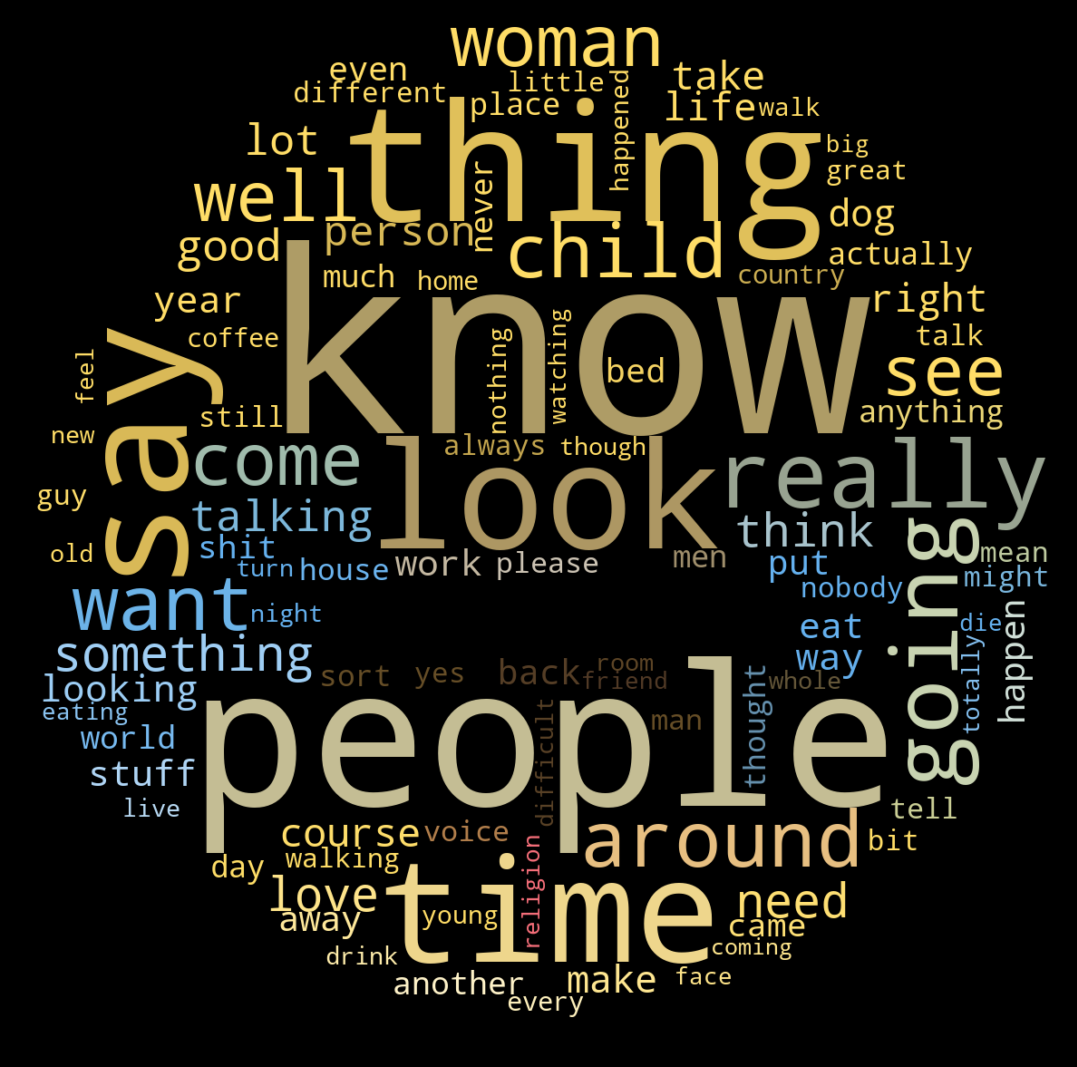 woman
even
little
take
different
place
happened
life
walk
thing
lot
big
great
well
never
dog
person
child
good
actually
much
home
country
know
year
right
coffee
nothing
watching
bed
talk
feel
say
see
still
anything
new
come
always
though
look
really
guy
talking
think
shit
old
turn
house
work
please
men
put
mean
might
nobody
going
want
night
eat
die
something
way
happen
totally
looking
sort
yes
back
room
friend
whole
thought
eating
world
people
man
difficult
stuff
live
tell
course
voice
around
bit
day
walking
religion
love
time
need
away
young
came
drink
coming
another
make
face
every